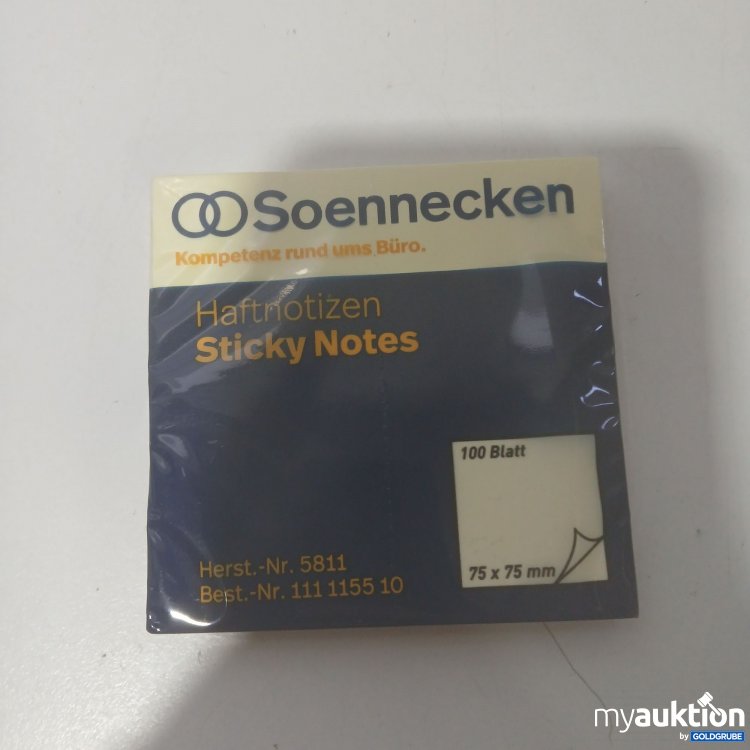 Soennecken
Kompetenz rund ums Büro.
Haftnotizen
Sticky Notes
100 Blatt
75 x 75 mm
Herst.-Nr. 5811
Best.-Nr. 111 1155 10
myauktion
by GOLDGRUBE